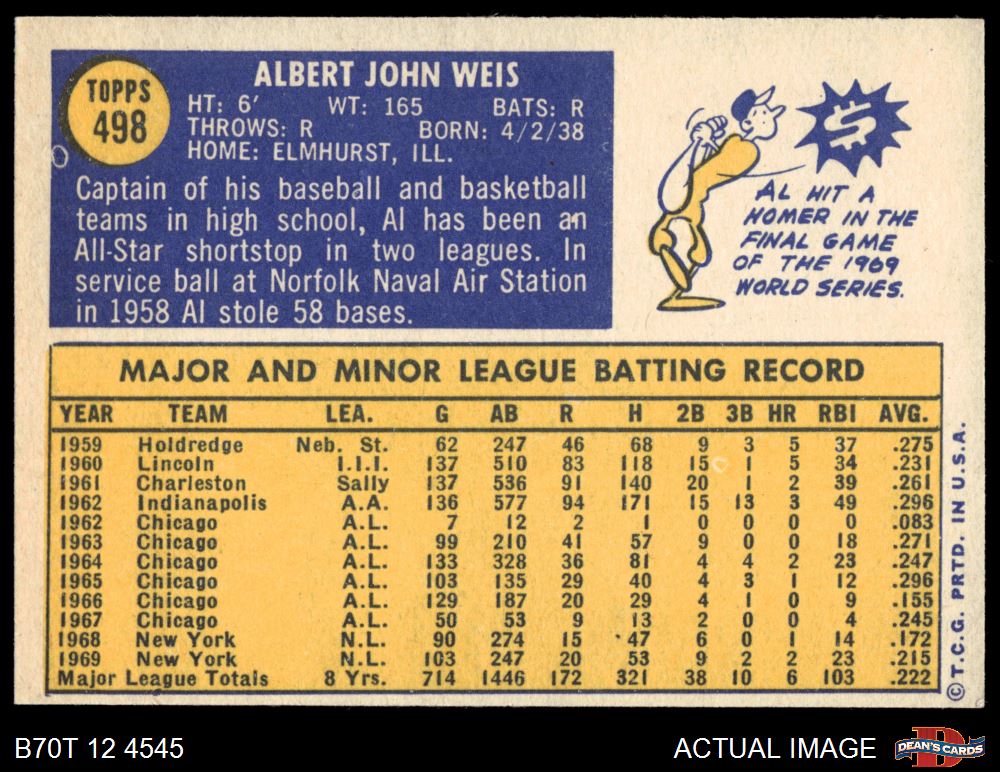 TOPPS
498
ALBERT JOHN WEIS
HT: 6' WT: 165 BATS: R
THROWS: R BORN: 4/2/38
HOME: ELMHURST, ILL.
Captain of his baseball and basketball
teams in high school, Al has been an
All-Star shortstop in two leagues. In
service ball at Norfolk Naval Air Station
in 1958 Al stole 58 bases.
$
AL HIT A
HOMER IN THE
FINAL GAME
OF THE 1969
WORLD SERIES.
MAJOR AND MINOR LEAGUE BATTING RECORD
YEAR TEAM LEA. G AB R H 2B 3B HR RBI AVG.
1959 Holdredge Neb. St. 62 247 46 68 9 3 5 37 .275
1960 Lincoln I.I.I. 137 510 83 118 15 1 5 34 .231
1961 Charleston Sally 137 536 91 140 20 1 2 39 .261
1962 Indianapolis A.A. 136 577 94 171 15 13 3 49 .296
1962 Chicago A.L. 7 12 2 1 0 0 0 0 .083
1963 Chicago A.L. 99 210 41 57 9 0 0 18 .271
1964 Chicago A.L. 133 328 36 81 4 4 2 23 .247
1965 Chicago A.L. 103 135 29 40 4 3 1 12 .296
1966 Chicago A.L. 129 187 20 29 4 1 0 9 .155
1967 Chicago A.L. 50 53 9 13 2 0 0 4 .245
1968 New York N.L. 90 274 15 47 6 0 1 14 .172
1969 New York N.L. 103 247 20 53 9 2 2 23 .215
Major League Totals 8 Yrs. 714 1446 172 321 38 10 6 103 .222
© T.C.G. PRTD. IN U.S.A.
B70T 12 4545
ACTUAL IMAGE
DEAN'S CARDS